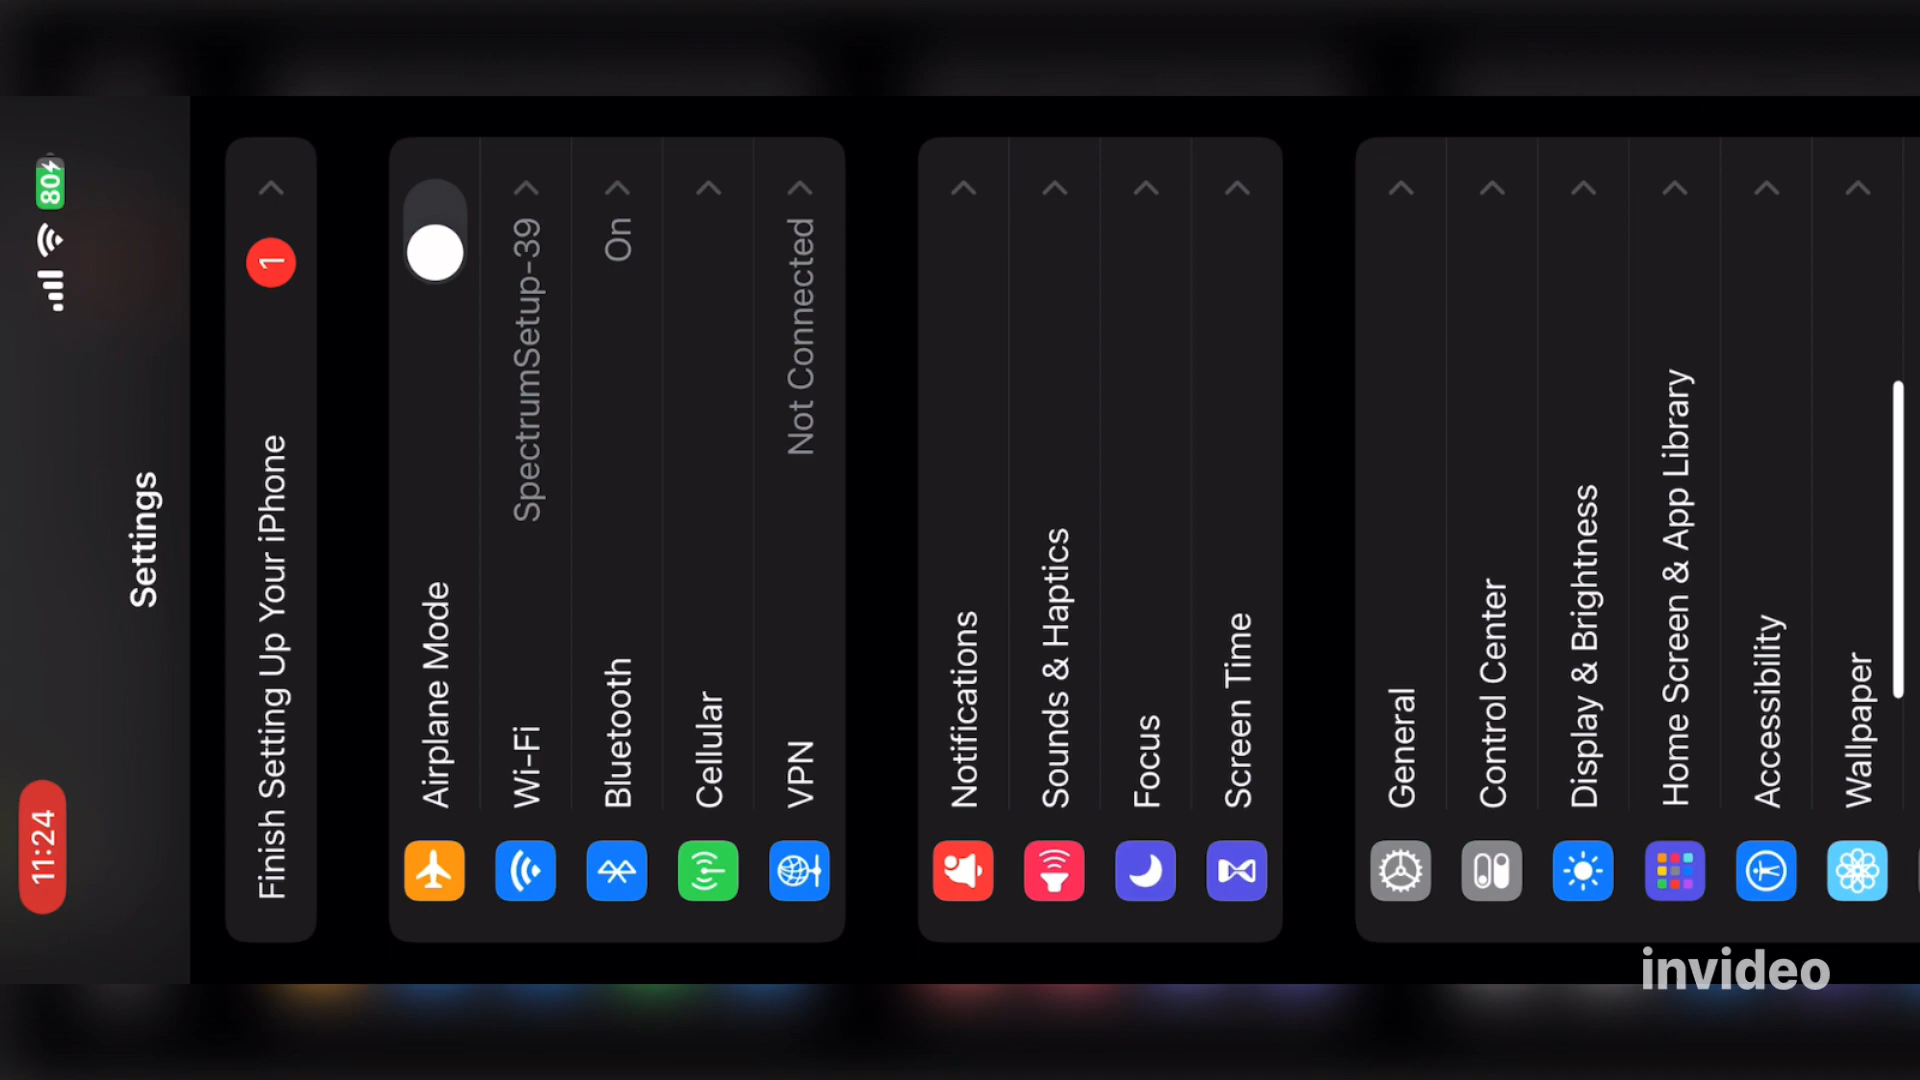 11:24
80
Settings
Finish Setting Up Your iPhone
1
Airplane Mode
Wi-Fi
SpectrumSetup-39
Bluetooth
On
Cellular
VPN
Not Connected
Notifications
Sounds & Haptics
Focus
Screen Time
General
Control Center
Display & Brightness
Home Screen & App Library
Accessibility
Wallpaper
invideo